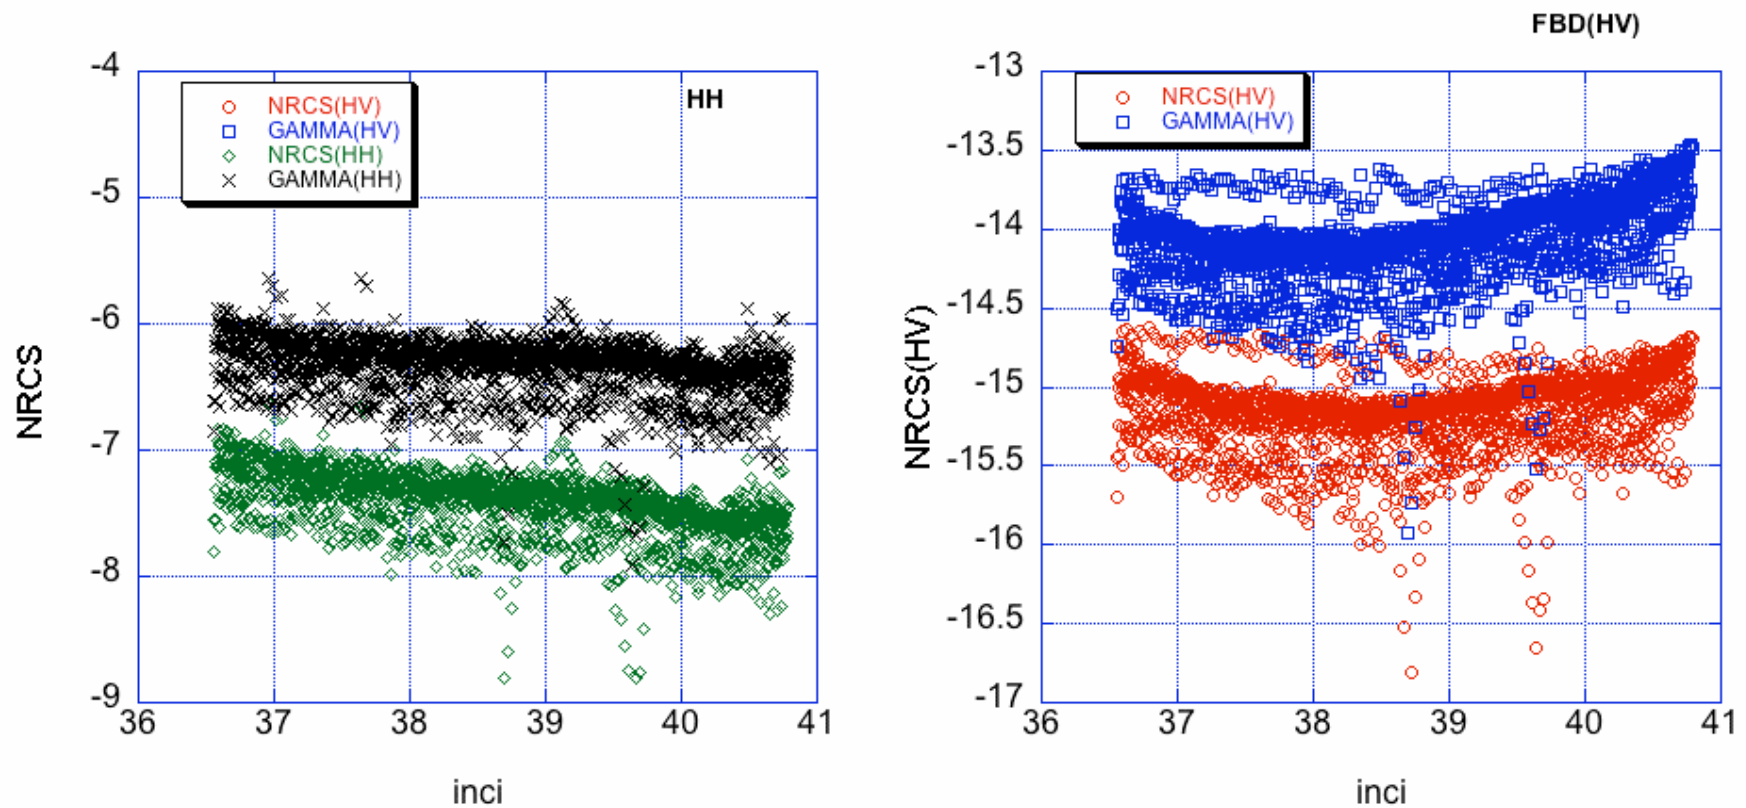 FBD(HV)
-4
-5
-6
-7
-8
-9
NRCS
NRCS(HV)
GAMMA(HV)
NRCS(HH)
GAMMA(HH)
HH
36 37 38 39 40 41
inci
-13
-13.5
-14
-14.5
-15
-15.5
-16
-16.5
-17
NRCS(HV)
NRCS(HV)
GAMMA(HV)
36 37 38 39 40 41
inci